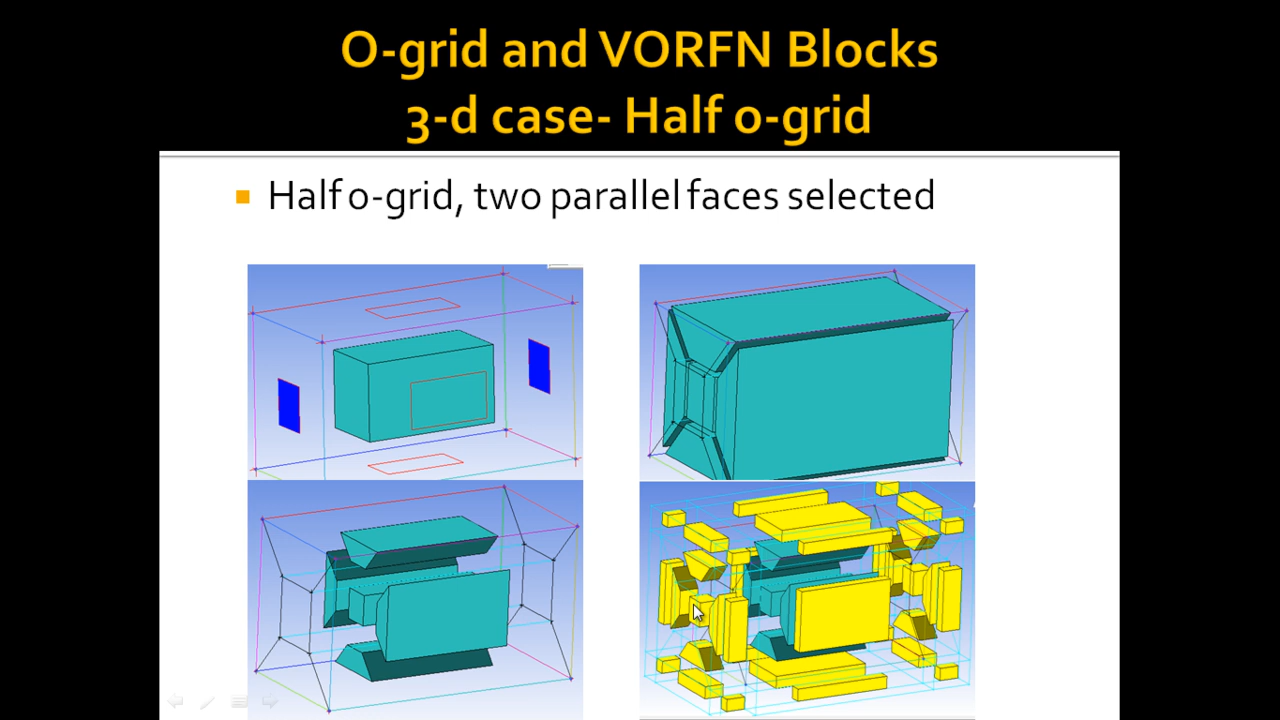 O-grid and VORFN Blocks
3-d case- Half o-grid
Half o-grid, two parallel faces selected